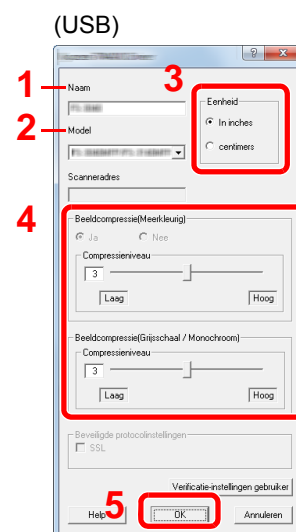 (USB)
1
Naam
3
Eenheid
In inches
centimers
2
Model
Scanneradres
4
Beeldcompressie(Meerkleurig)
Ja
Nee
Compressieniveau
3
Laag
Hoog
Beeldcompressie(Grijsschaal / Monochroom)
Compressieniveau
3
Laag
Hoog
Beveiligde protocolinstellingen
SSL
Verificatie-instellingen gebruiker
5
Help
OK
Annuleren